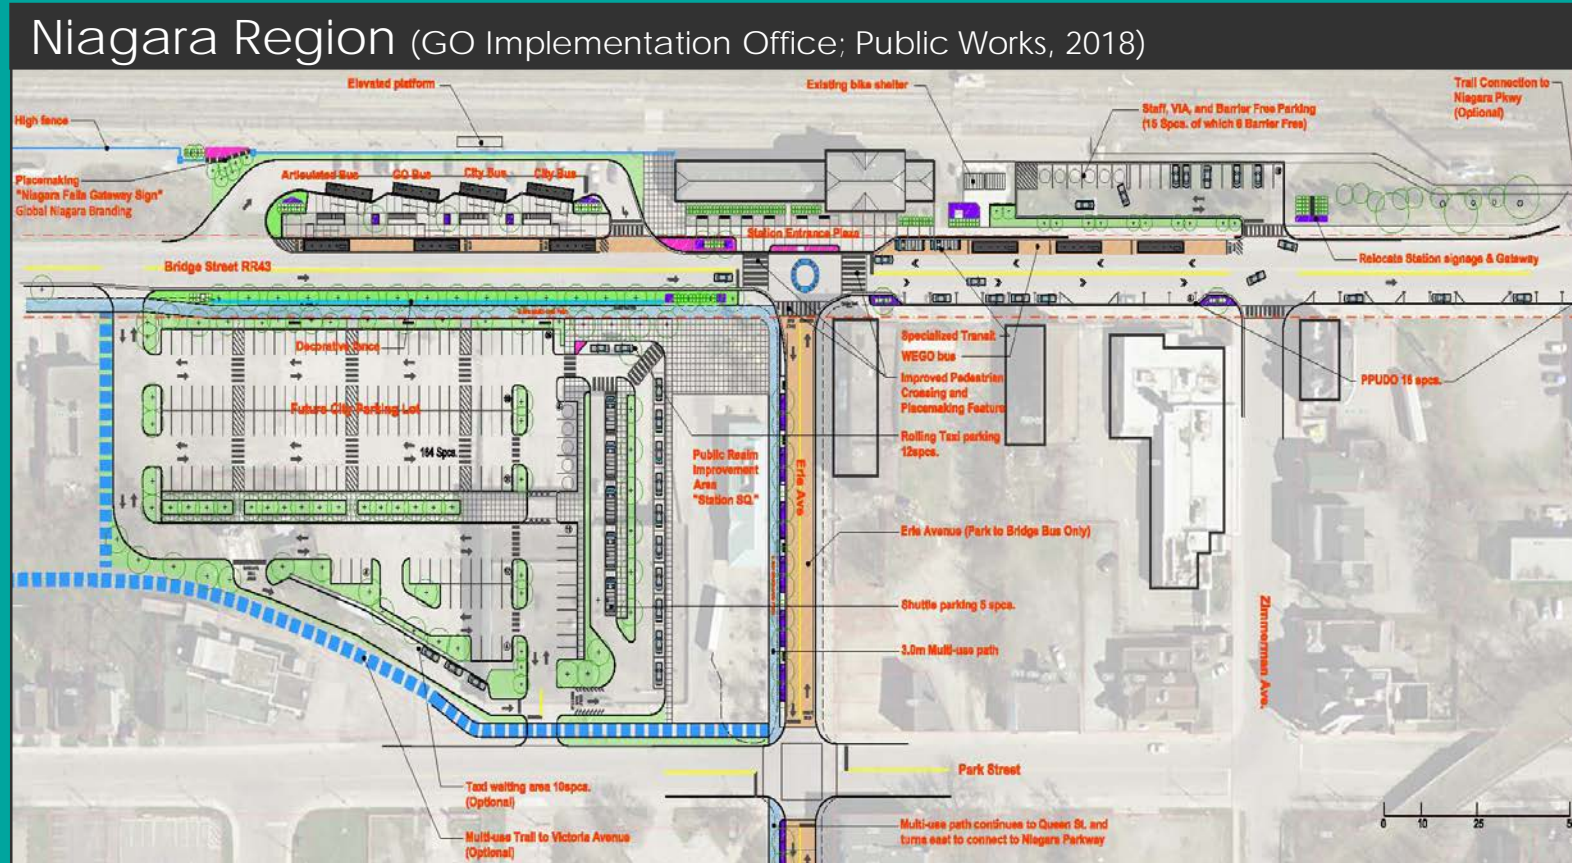 Niagara Region (GO Implementation Office; Public Works, 2018)
Elevated platform
Existing bike shelter
Trail Connection to
Niagara Pkwy
(Optional)
Staff, VIA, and Barrier Free Parking
(15 Spcs. of which 6 Barrier Free)
High fence
Placemaking
"Niagara Falls Gateway Sign"
Global Niagara Branding
Articulated Bus
GO Bus
City Bus
City Bus
Station Entrance Plaza
Bridge Street RR43
Relocate Station signage & Gateway
Decorative fence
Specialized Transit
WEGO bus
Improved Pedestrian
Crossing and
Placemaking Feature
PPUDO 16 spcs.
Future City Parking Lot
164 Spcs.
Rolling Taxi parking
12spcs.
Public Realm
Improvement
Area
"Station SQ."
Erie Ave
Erie Avenue (Park to Bridge Bus Only)
Shuttle parking 5 spcs.
3.0m Multi-use path
Zimmerman Ave.
Park Street
Taxi waiting area 10spcs.
(Optional)
Multi-use Trail to Victoria Avenue
(Optional)
Multi-use path continues to Queen St. and
turns east to connect to Niagara Parkway
0 10 25